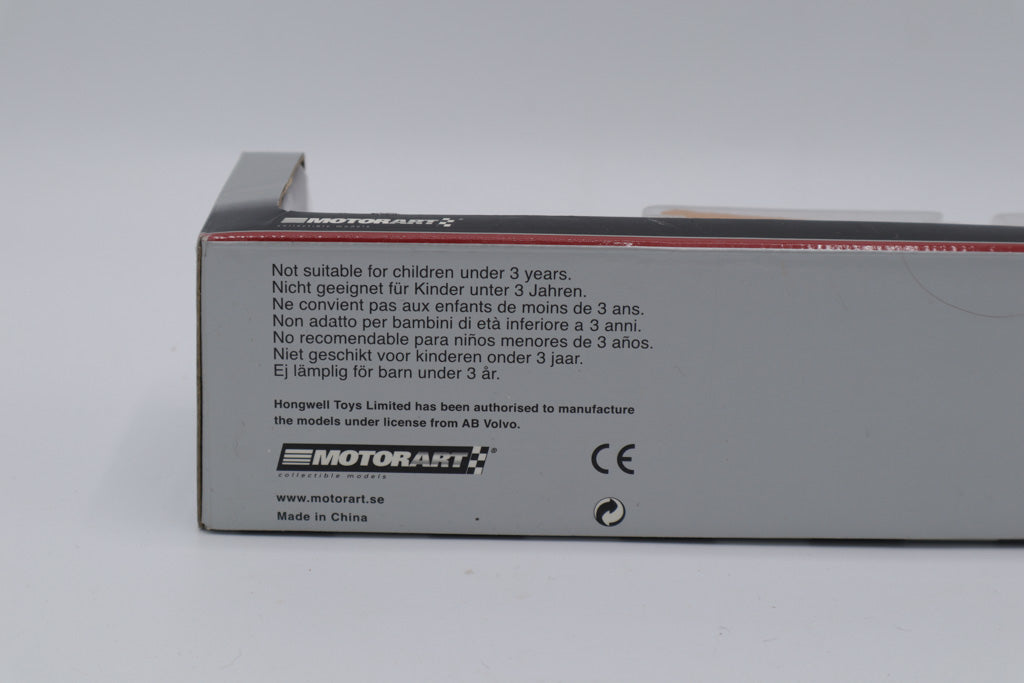 MOTORART
collectible models
Not suitable for children under 3 years.
Nicht geeignet für Kinder unter 3 Jahren.
Ne convient pas aux enfants de moins de 3 ans.
Non adatto per bambini di età inferiore a 3 anni.
No recomendable para niños menores de 3 años.
Niet geschikt voor kinderen onder 3 jaar.
Ej lämplig för barn under 3 år.
Hongwell Toys Limited has been authorised to manufacture
the models under license from AB Volvo.
MOTORART®
collectible models
CE
www.motorart.se
Made in China